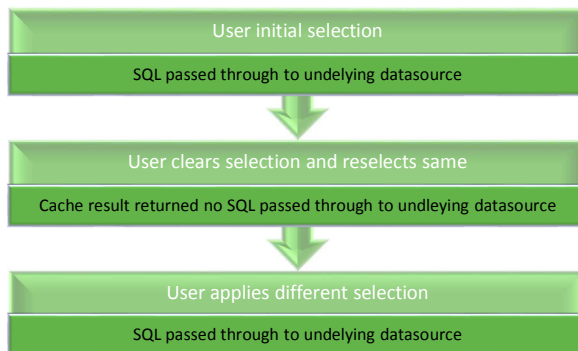 User initial selection
SQL passed through to undelying datasource
User clears selection and reselects same
Cache result returned no SQL passed through to undleying datasource
User applies different selection
SQL passed through to undelying datasource